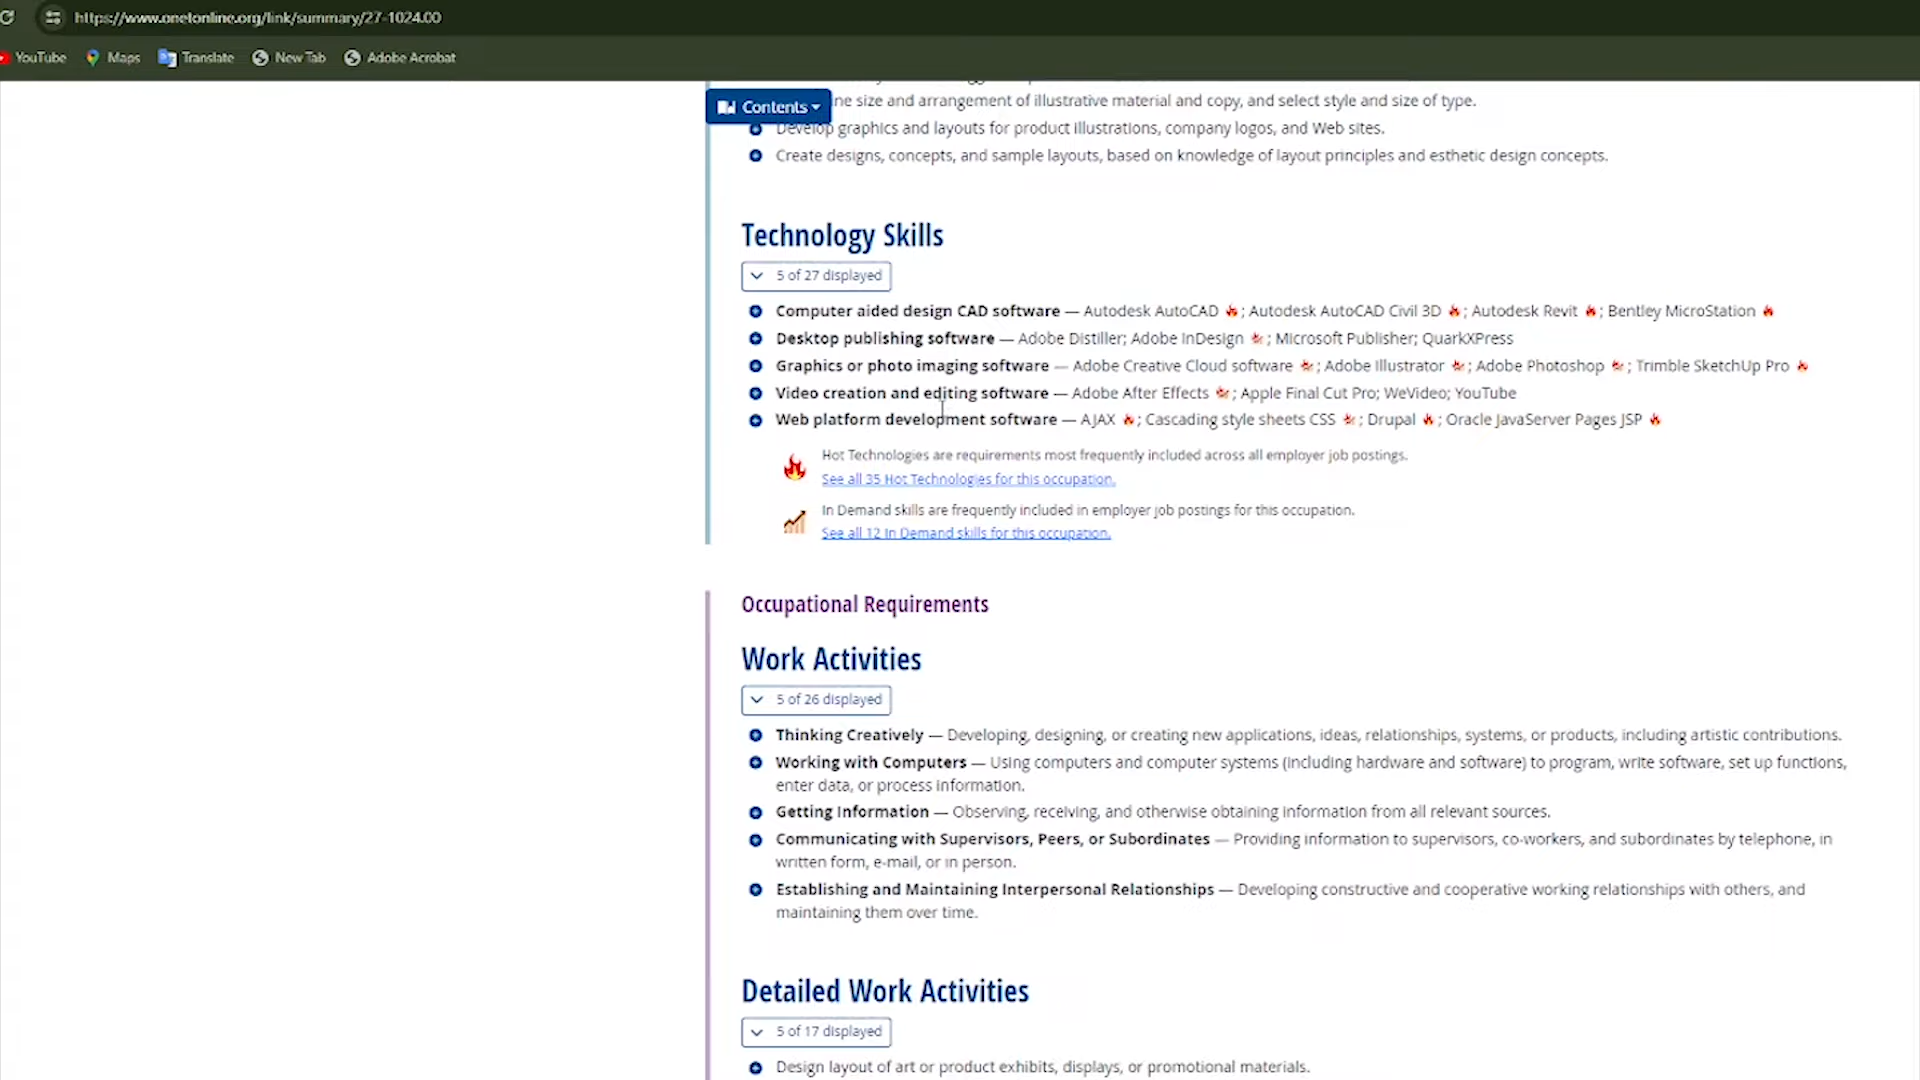 https://www.onetonline.org/link/summary/27-1024.00
YouTube Maps Translate New Tab Adobe Acrobat
Contents
size and arrangement of illustrative material and copy, and select style and size of type.
Develop graphics and layouts for product illustrations, company logos, and Web sites.
Create designs, concepts, and sample layouts, based on knowledge of layout principles and esthetic design concepts.
Technology Skills
5 of 27 displayed
Computer aided design CAD software — Autodesk AutoCAD ; Autodesk AutoCAD Civil 3D ; Autodesk Revit ; Bentley MicroStation
Desktop publishing software — Adobe Distiller; Adobe InDesign ; Microsoft Publisher; QuarkXPress
Graphics or photo imaging software — Adobe Creative Cloud software ; Adobe Illustrator ; Adobe Photoshop ; Trimble SketchUp Pro
Video creation and editing software — Adobe After Effects ; Apple Final Cut Pro; WeVideo; YouTube
Web platform development software — AJAX ; Cascading style sheets CSS ; Drupal ; Oracle JavaServer Pages JSP
Hot Technologies are requirements most frequently included across all employer job postings.
See all 35 Hot Technologies for this occupation.
In Demand skills are frequently included in employer job postings for this occupation.
See all 12 In Demand skills for this occupation.
Occupational Requirements
Work Activities
5 of 26 displayed
Thinking Creatively — Developing, designing, or creating new applications, ideas, relationships, systems, or products, including artistic contributions.
Working with Computers — Using computers and computer systems (including hardware and software) to program, write software, set up functions,
enter data, or process information.
Getting Information — Observing, receiving, and otherwise obtaining information from all relevant sources.
Communicating with Supervisors, Peers, or Subordinates — Providing information to supervisors, co-workers, and subordinates by telephone, in
written form, e-mail, or in person.
Establishing and Maintaining Interpersonal Relationships — Developing constructive and cooperative working relationships with others, and
maintaining them over time.
Detailed Work Activities
5 of 17 displayed
Design layout of art or product exhibits, displays, or promotional materials.